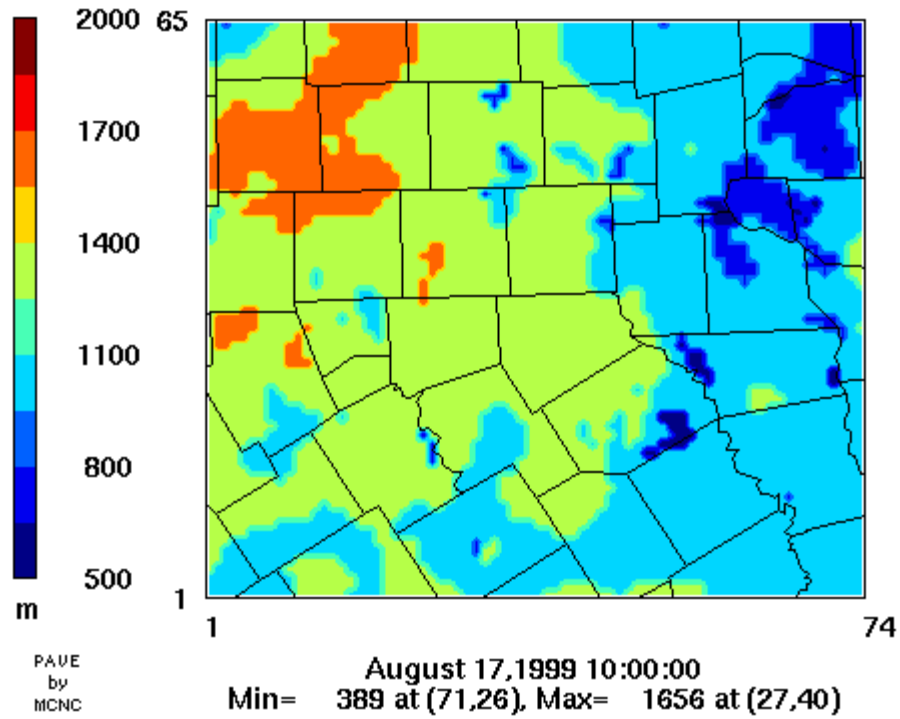 2000
1700
1400
1100
800
500
m
65
1
1
74
PAVE
by
MCNC
August 17,1999 10:00:00
Min= 389 at (71,26), Max= 1656 at (27,40)